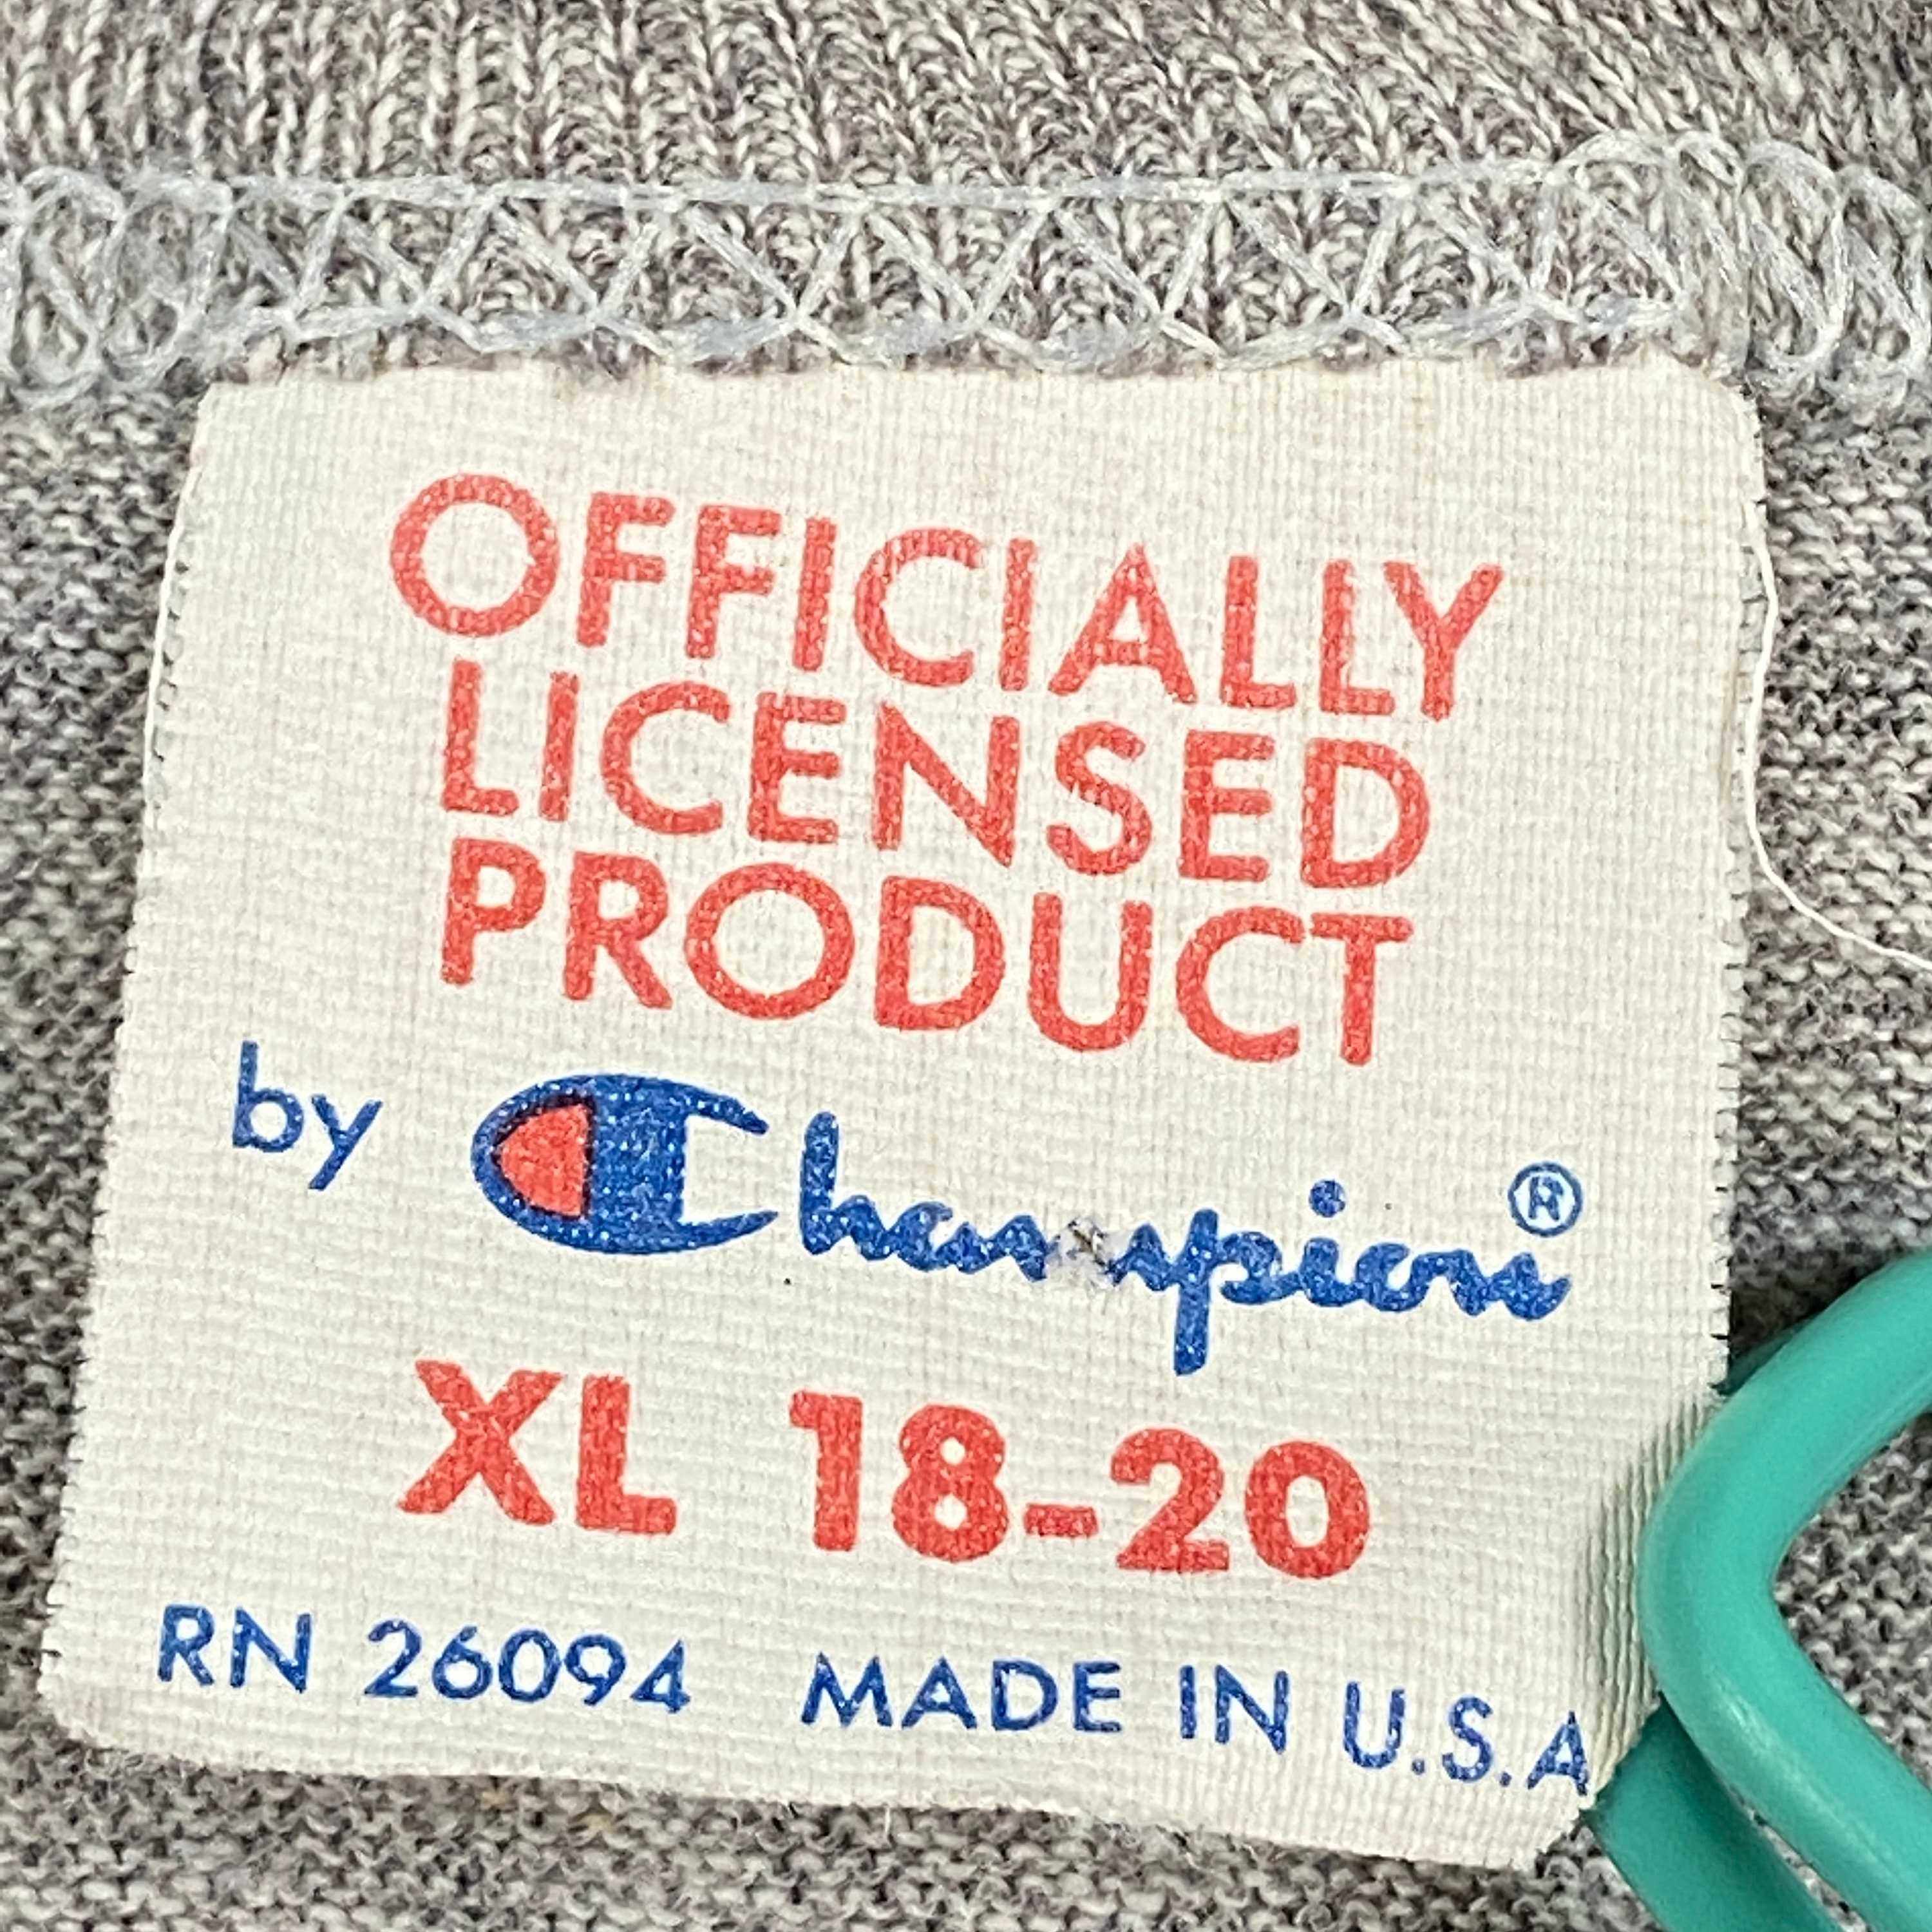 OFFICIALLY
LICENSED
PRODUCT
by Champion®
XL 18-20
RN 26094 MADE IN U.S.A